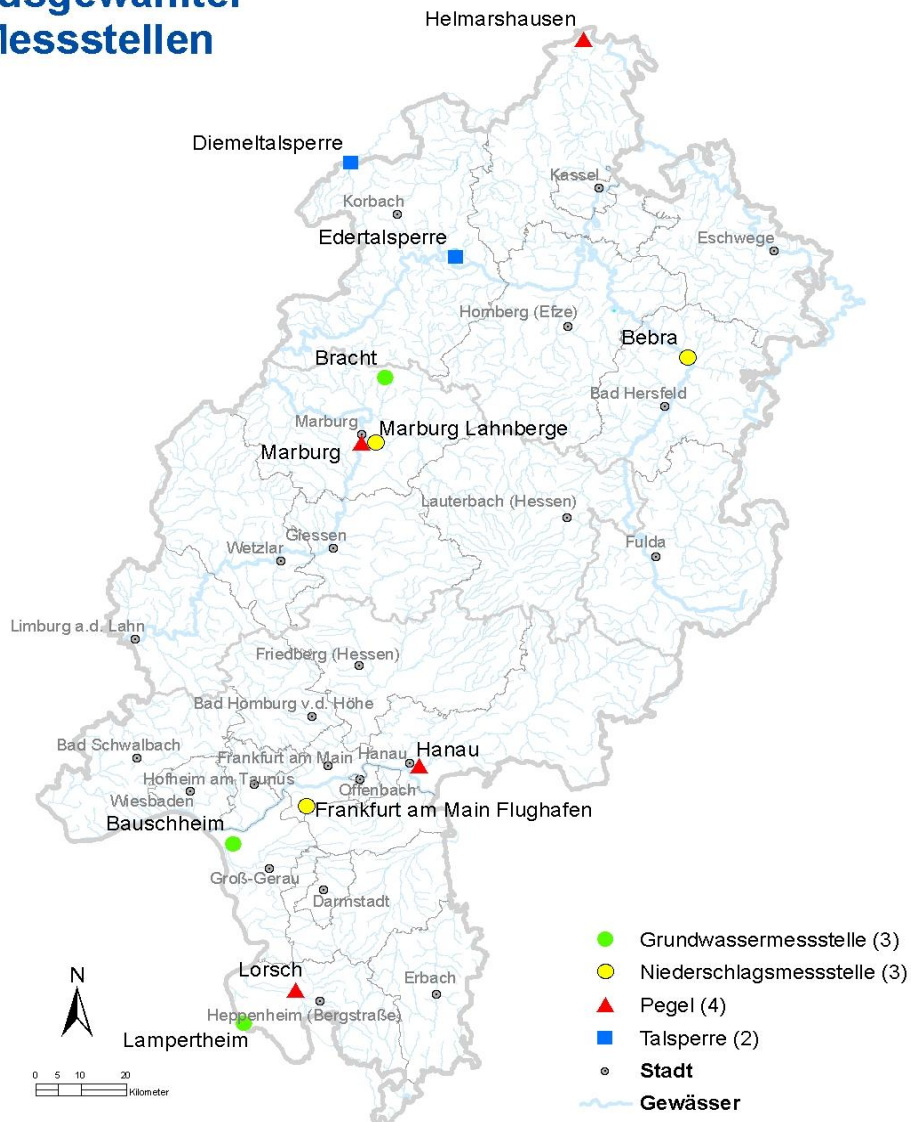 Messstellen
Helmarshausen
Diemeltalsperre
Kassel
Korbach
Edertalsperre
Eschwege
Homberg (Efze)
Bebra
Bracht
Bad Hersfeld
Marburg
Marburg Lahnberge
Marburg
Lauterbach (Hessen)
Giessen
Wetzlar
Fulda
Limburg a.d. Lahn
Friedberg (Hessen)
Bad Homburg v.d. Höhe
Bad Schwalbach
Frankfurt am Main
Hanau
Hanau
Hofheim am Taunus
Offenbach
Wiesbaden
Frankfurt am Main Flughafen
Bauschheim
Groß-Gerau
Darmstadt
Lorsch
Erbach
Heppenheim (Bergstraße)
Lampertheim
N
0 5 10 20
Kilometer
Grundwassermessstelle (3)
Niederschlagsmessstelle (3)
Pegel (4)
Talsperre (2)
Stadt
Gewässer